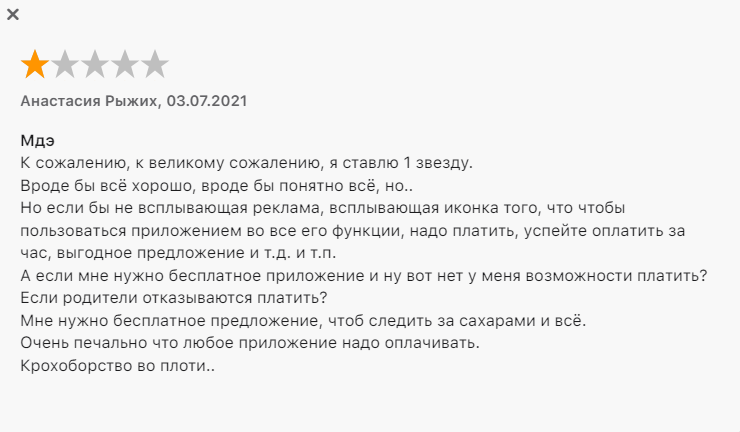 Анастасия Рыжих, 03.07.2021
Мдэ
К сожалению, к великому сожалению, я ставлю 1 звезду.
Вроде бы всё хорошо, вроде бы понятно всё, но..
Но если бы не всплывающая реклама, всплывающая иконка того, что чтобы
пользоваться приложением во все его функции, надо платить, успейте оплатить за
час, выгодное предложение и т.д. и т.п.
А если мне нужно бесплатное приложение и ну вот нет у меня возможности платить?
Если родители отказываются платить?
Мне нужно бесплатное предложение, чтоб следить за сахарами и всё.
Очень печально что любое приложение надо оплачивать.
Крохоборство во плоти..